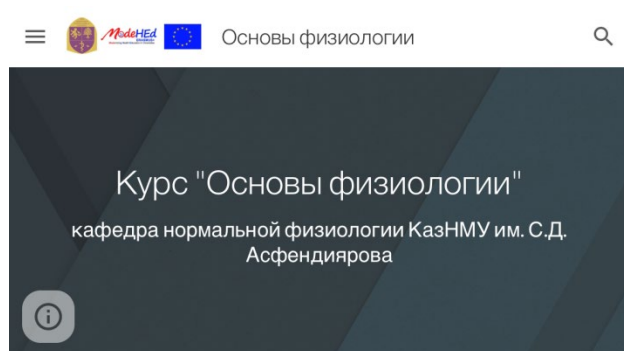 ModeHEd
Основы физиологии
Курс "Основы физиологии"
кафедра нормальной физиологии КазНМУ им. С.Д.
Асфендиярова